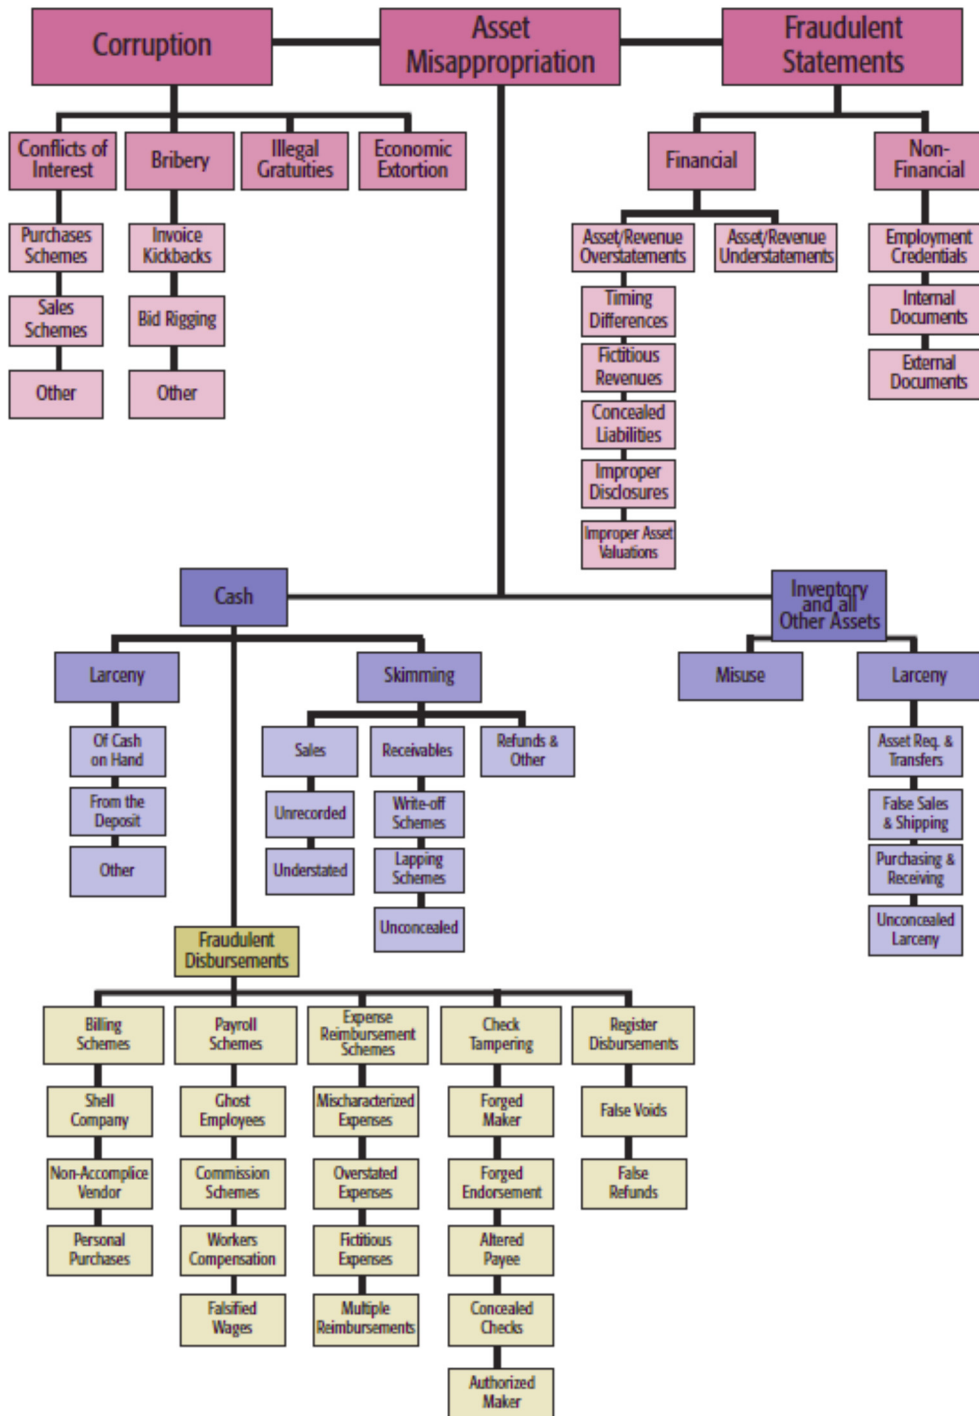 Corruption
Asset
Misappropriation
Fraudulent
Statements
Conflicts of
Interest
Bribery
Illegal
Gratuities
Economic
Extortion
Financial
Non-
Financial
Purchases
Schemes
Invoice
Kickbacks
Asset/Revenue
Overstatements
Asset/Revenue
Understatements
Employment
Credentials
Sales
Schemes
Bid Rigging
Timing
Differences
Internal
Documents
Other
Other
Fictitious
Revenues
External
Documents
Concealed
Liabilities
Improper
Disclosures
Improper Asset
Valuations
Cash
Inventory
and all
Other Assets
Larceny
Skimming
Misuse
Larceny
Of Cash
on Hand
Sales
Receivables
Refunds &
Other
Asset Req. &
Transfers
From the
Deposit
Unrecorded
Write-off
Schemes
False Sales
& Shipping
Other
Understated
Lapping
Schemes
Purchasing &
Receiving
Unconcealed
Unconcealed
Larceny
Fraudulent
Disbursements
Billing
Schemes
Payroll
Schemes
Expense
Reimbursement
Schemes
Check
Tampering
Register
Disbursements
Shell
Company
Ghost
Employees
Mischaracterized
Expenses
Forged
Maker
False Voids
Non-Accomplice
Vendor
Commission
Schemes
Overstated
Expenses
Forged
Endorsement
False
Refunds
Personal
Purchases
Workers
Compensation
Fictitious
Expenses
Altered
Payee
Falsified
Wages
Multiple
Reimbursements
Concealed
Checks
Authorized
Maker